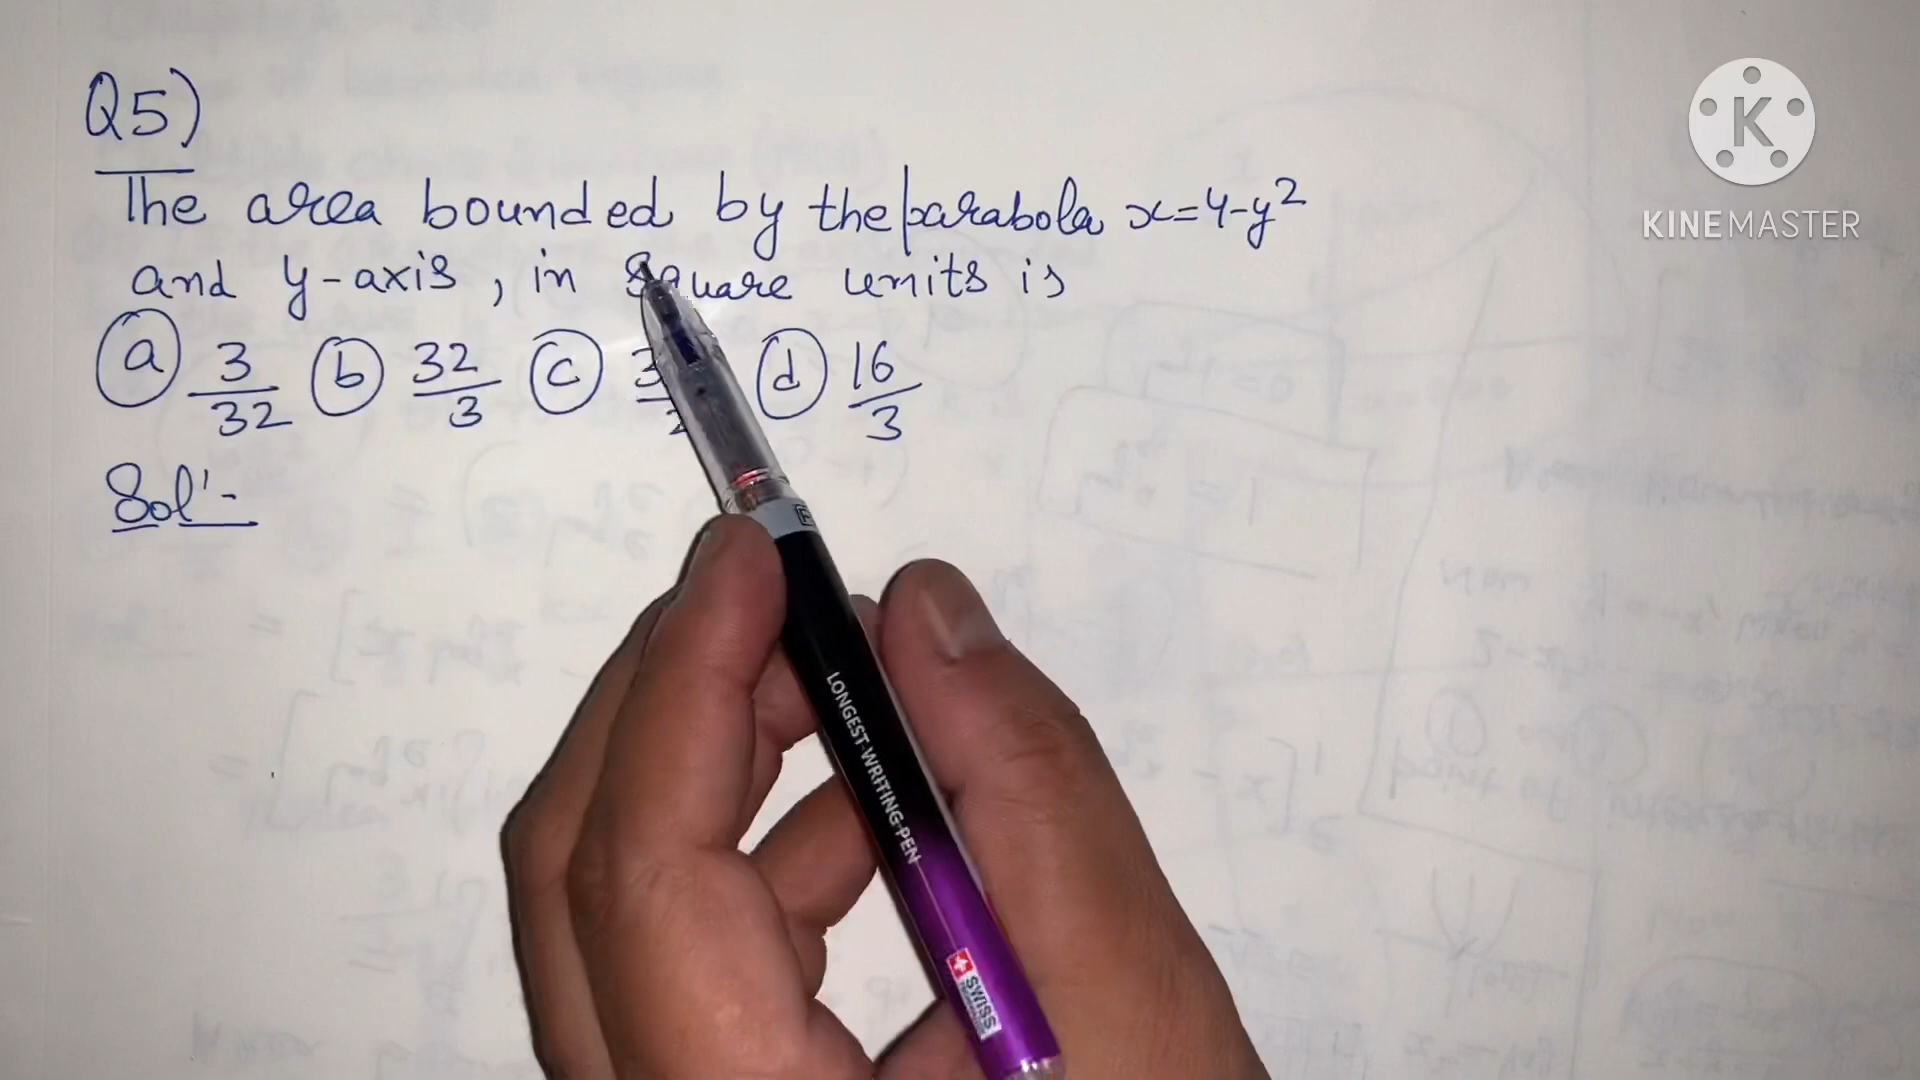 Q5)
The area bounded by the parabola x=4-y²
and y-axis, in square units is
(a) 3/32 (b) 32/3 (c) (d) 16/3
Sol':-
K
KINEMASTER
LONGEST-WRITING-PEN
SWISS